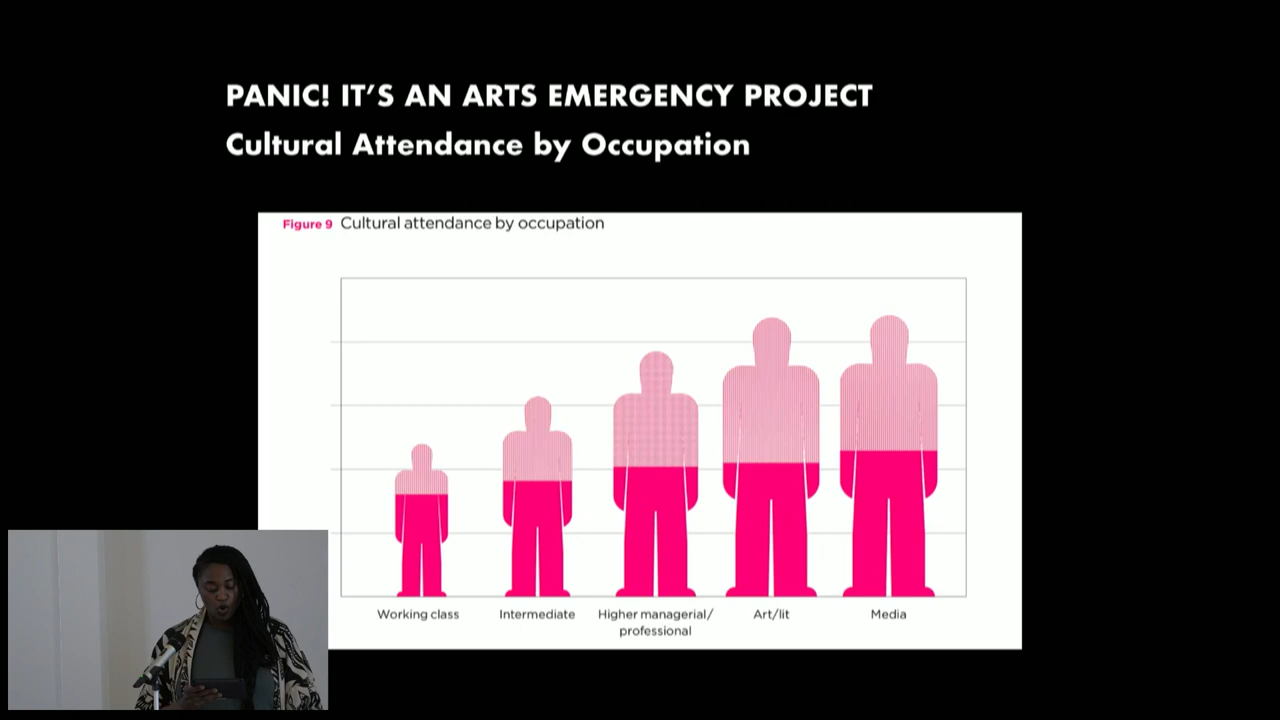 PANIC! IT'S AN ARTS EMERGENCY PROJECT
Cultural Attendance by Occupation
Figure 9 Cultural attendance by occupation
Working class
Intermediate
Higher managerial/
professional
Art/lit
Media